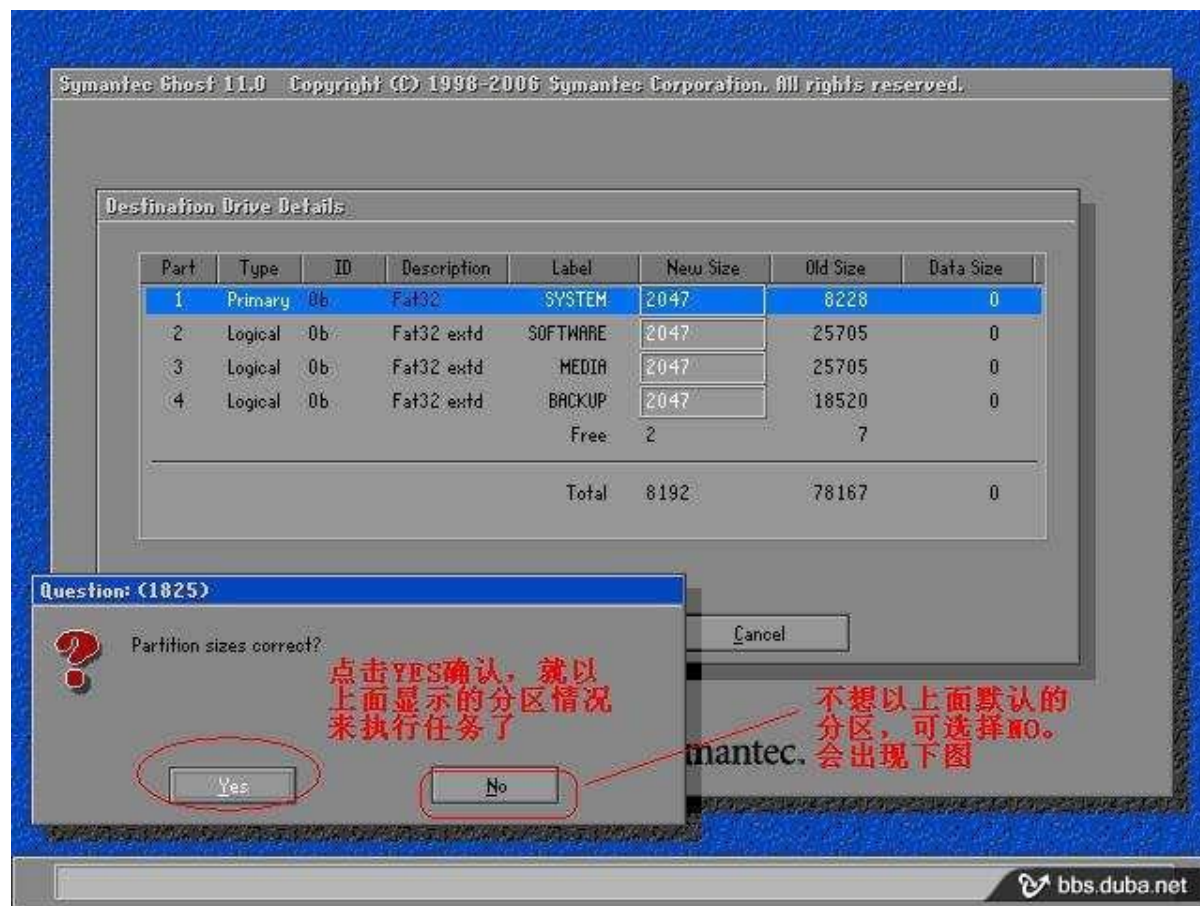 Symantec Ghost 11.0 Copyright (C) 1998-2006 Symantec Corporation. All rights reserved.
Destination Drive Details
Part Type ID Description Label New Size Old Size Data Size
1 Primary 0b Fat32 SYSTEM 2047 8228 0
2 Logical 0b Fat32 extd SOFTWARE 2047 25705 0
3 Logical 0b Fat32 extd MEDIA 2047 25705 0
4 Logical 0b Fat32 extd BACKUP 2047 18520 0
Free 2 7
Total 8192 78167 0
Cancel
Question: (1825)
Partition sizes correct?
点击YES确认，就以
上面显示的分区情况
来执行任务了
Yes
No
不想以上面默认的
分区，可选择NO。
会出现下图
mantec.
bbs.duba.net